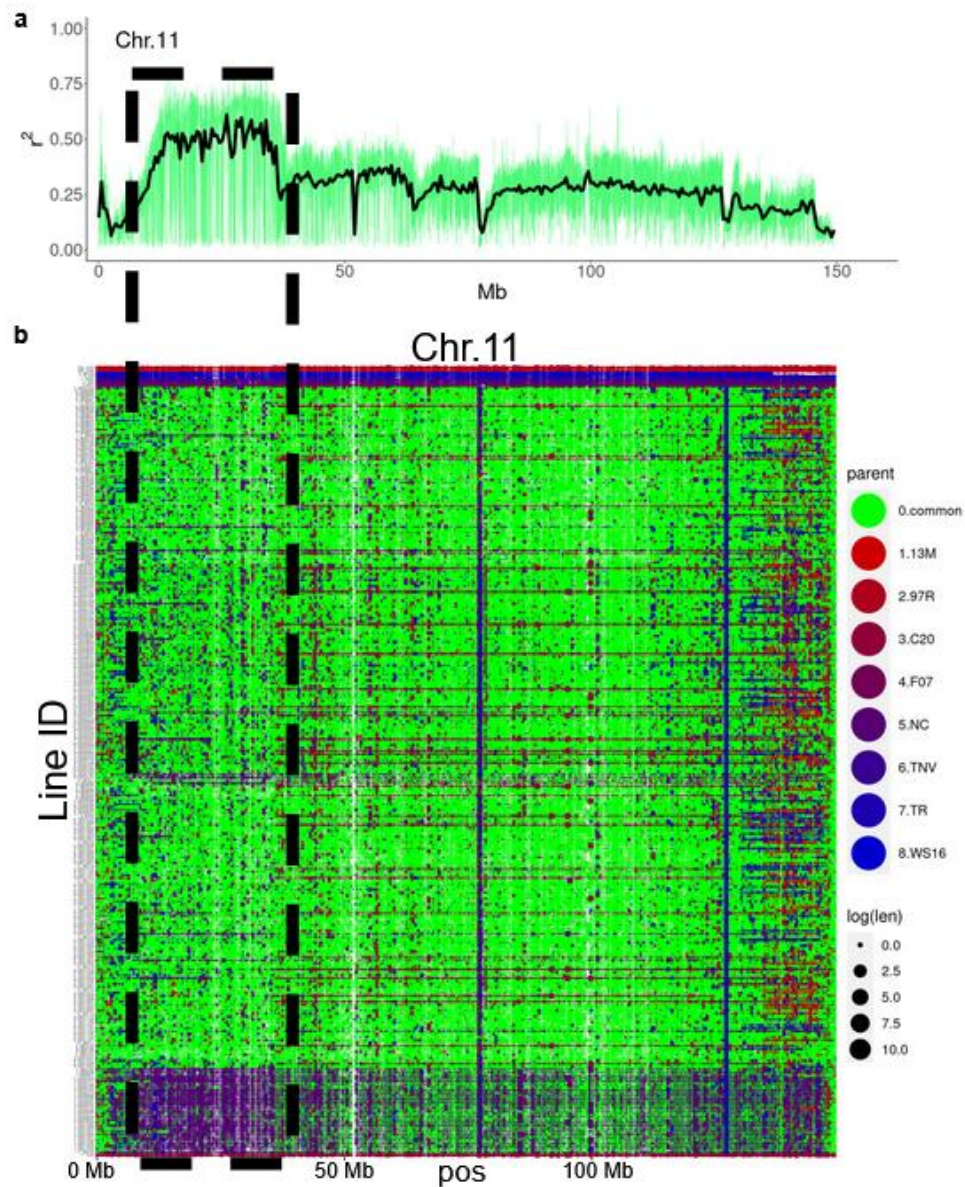 a
Chr.11
1.00
0.75
0.50
0.25
0.00
r²
0
50
100
150
Mb
b
Chr.11
Line ID
0 Mb
50 Mb
pos
100 Mb
parent
0.common
1.13M
2.97R
3.C20
4.F07
5.NC
6.TNV
7.TR
8.WS16
log(len)
0.0
2.5
5.0
7.5
10.0